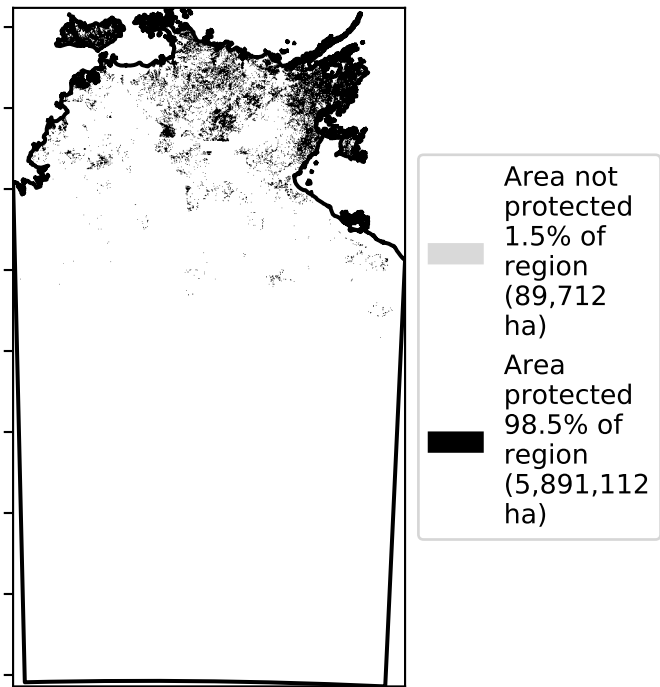 Area not
protected
1.5% of
region
(89,712
ha)
Area
protected
98.5% of
region
(5,891,112
ha)